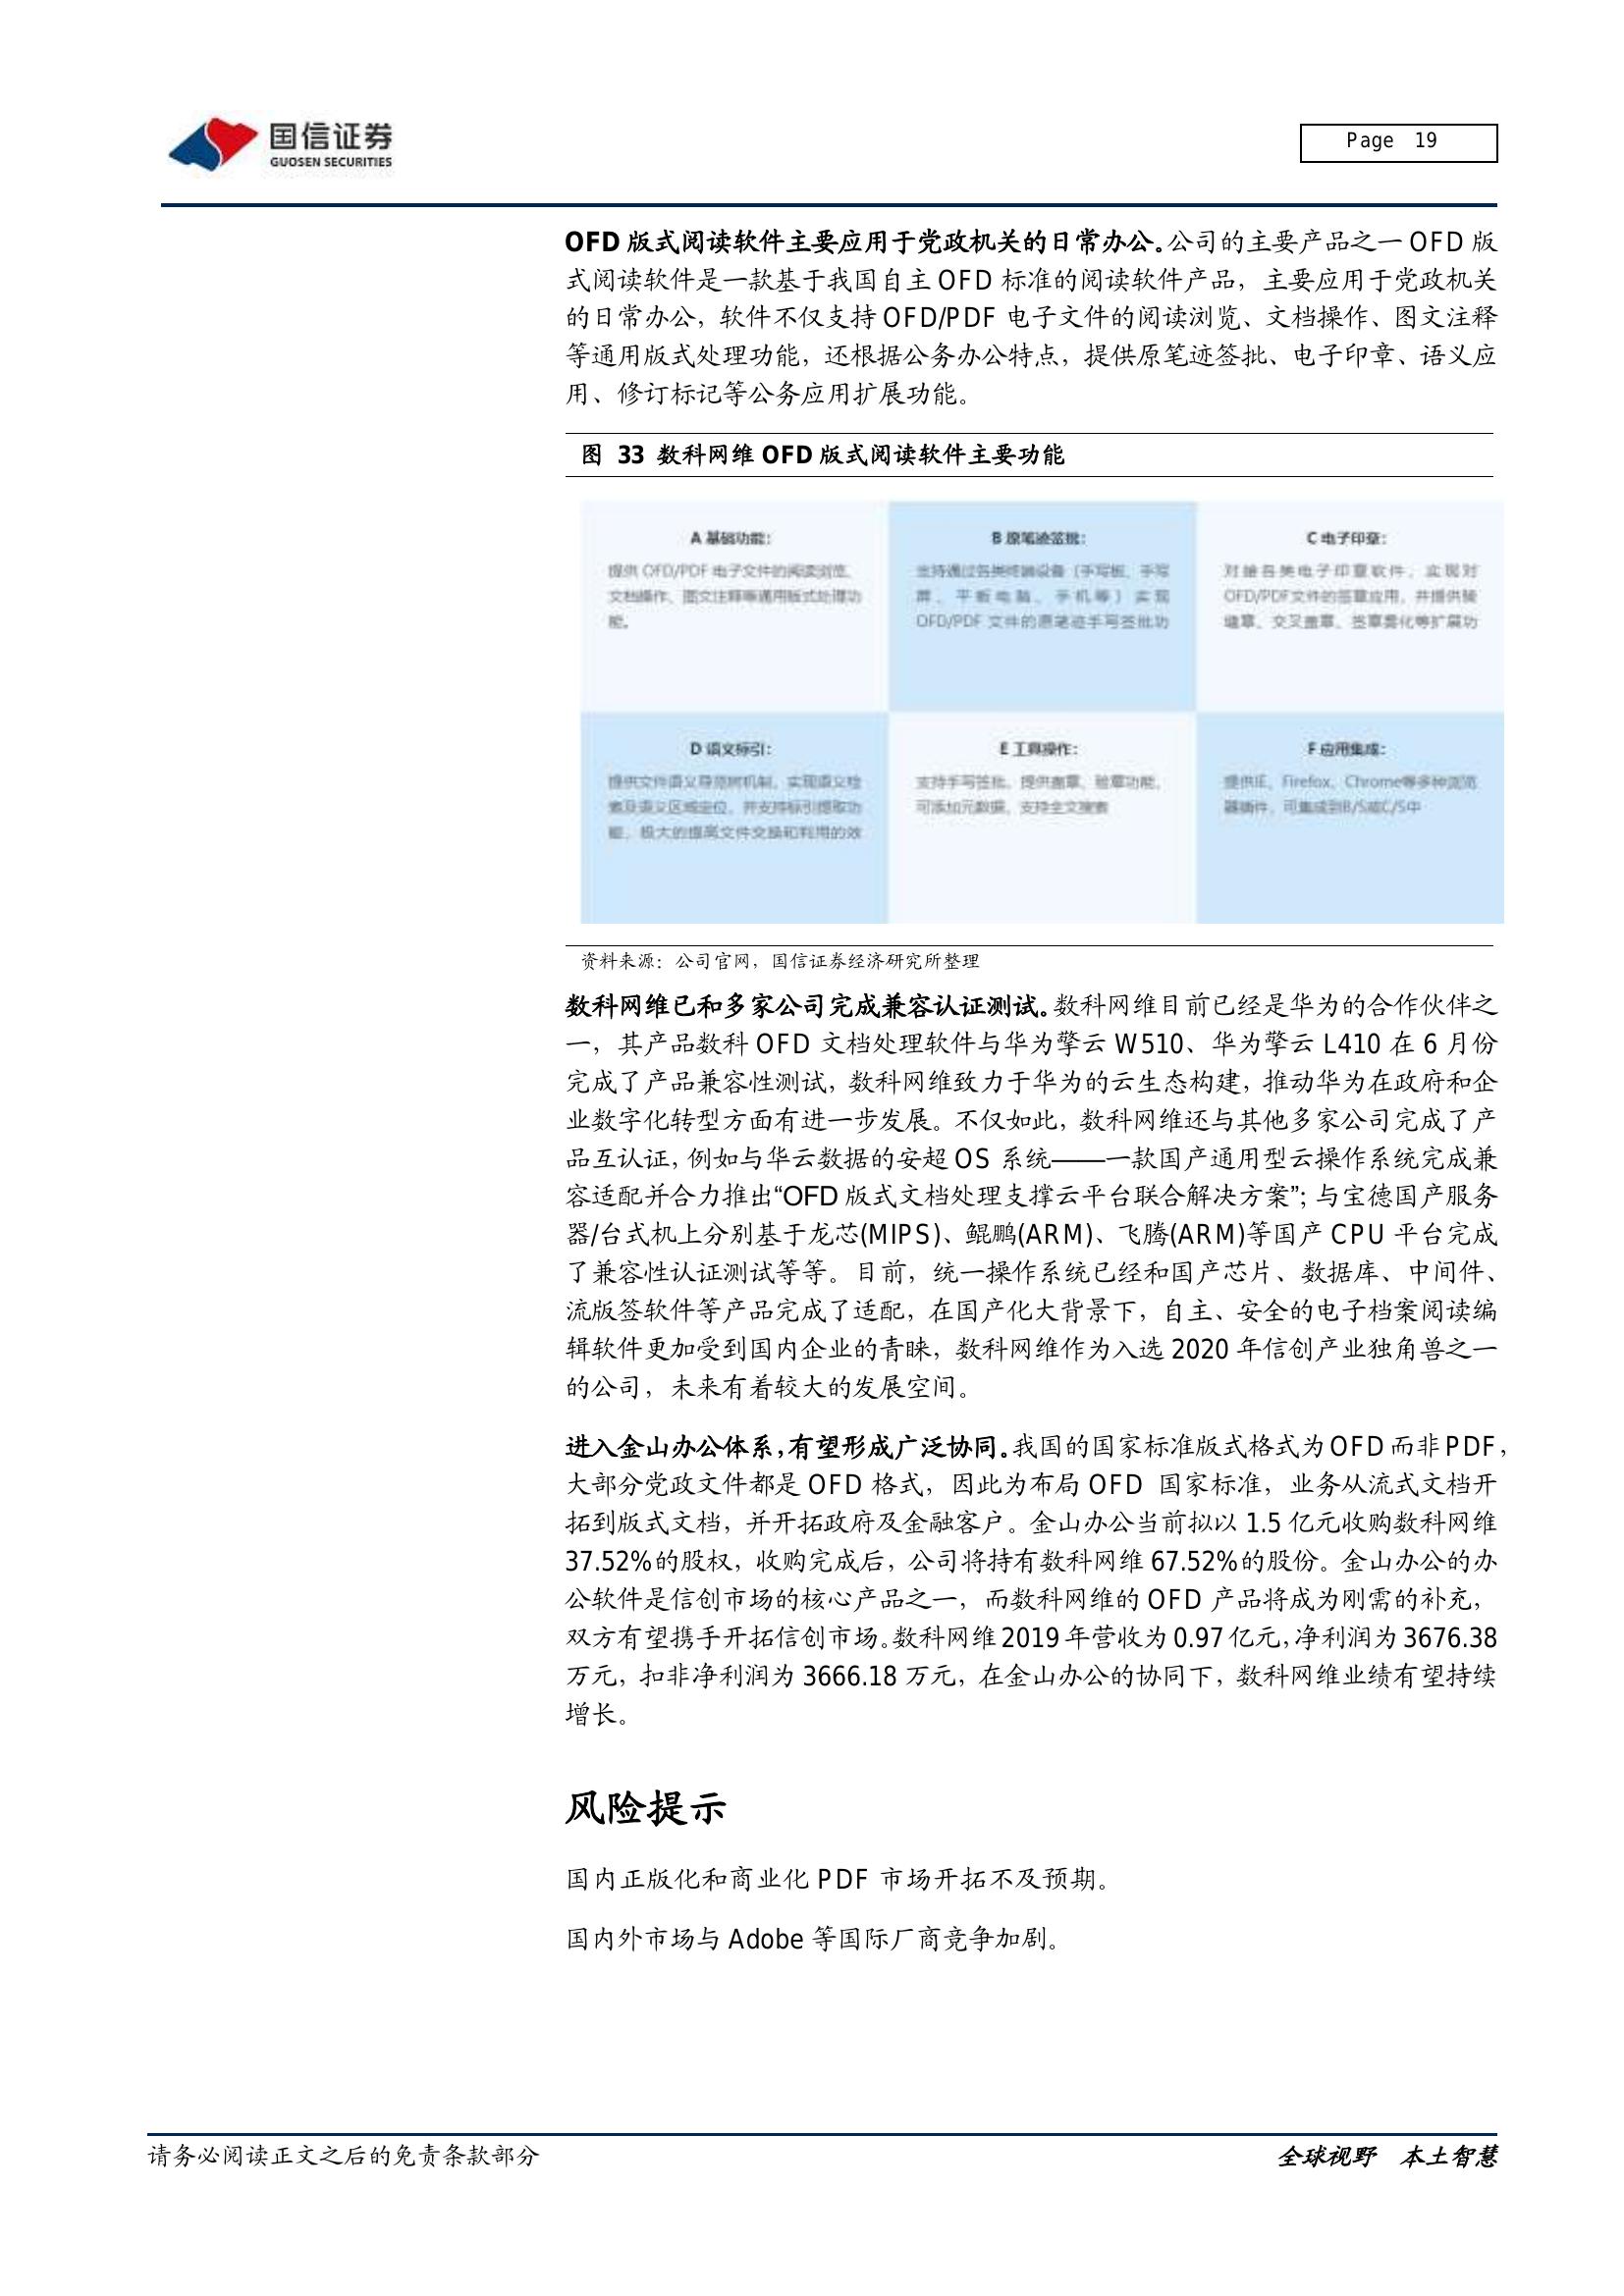 国信证券
GUOSEN SECURITIES
Page 19
OFD 版式阅读软件主要应用于党政机关的日常办公。公司的主要产品之一 OFD 版
式阅读软件是一款基于我国自主 OFD 标准的阅读软件产品，主要应用于党政机关
的日常办公，软件不仅支持 OFD/PDF 电子文件的阅读浏览、文档操作、图文注释
等通用版式处理功能，还根据公务办公特点，提供原笔迹签批、电子印章、语义应
用、修订标记等公务应用扩展功能。
图 33 数科网维 OFD 版式阅读软件主要功能
A 基础功能：
提供 OFD/PDF 电子文件的阅读浏览、
文档操作、图文注释等通用版式处理功
能。
B 原笔迹签批：
支持通过各类终端设备（手写板、手写
屏、平板电脑、手机等）实现
OFD/PDF 文件的原笔迹手写签批功
C 电子印章：
对接各类电子印章软件，实现对
OFD/PDF文件的签章应用，并提供骑
缝章、交叉盖章、签章雾化等扩展功
D 语义标引：
提供文件语义导览树机制，实现语义检
索及语义区域定位，并支持标引提取功
能，极大的提高文件交换和利用的效
E 工具操作：
支持手写签批，提供盖章、验章功能，
可添加元数据，支持全文搜索
F 应用集成：
提供IE、Firefox、Chrome等多种浏览
器插件，可集成到B/S或C/S中
资料来源：公司官网，国信证券经济研究所整理
数科网维已和多家公司完成兼容认证测试。数科网维目前已经是华为的合作伙伴之
一，其产品数科 OFD 文档处理软件与华为擎云 W510、华为擎云 L410 在 6 月份
完成了产品兼容性测试，数科网维致力于华为的云生态构建，推动华为在政府和企
业数字化转型方面有进一步发展。不仅如此，数科网维还与其他多家公司完成了产
品互认证，例如与华云数据的安超 OS 系统——一款国产通用型云操作系统完成兼
容适配并合力推出“OFD 版式文档处理支撑云平台联合解决方案”；与宝德国产服务
器/台式机上分别基于龙芯(MIPS)、鲲鹏(ARM)、飞腾(ARM)等国产 CPU 平台完成
了兼容性认证测试等等。目前，统一操作系统已经和国产芯片、数据库、中间件、
流版签软件等产品完成了适配，在国产化大背景下，自主、安全的电子档案阅读编
辑软件更加受到国内企业的青睐，数科网维作为入选 2020 年信创产业独角兽之一
的公司，未来有着较大的发展空间。
进入金山办公体系，有望形成广泛协同。我国的国家标准版式格式为 OFD 而非 PDF，
大部分党政文件都是 OFD 格式，因此为布局 OFD 国家标准，业务从流式文档开
拓到版式文档，并开拓政府及金融客户。金山办公当前拟以 1.5 亿元收购数科网维
37.52%的股权，收购完成后，公司将持有数科网维 67.52%的股份。金山办公的办
公软件是信创市场的核心产品之一，而数科网维的 OFD 产品将成为刚需的补充，
双方有望携手开拓信创市场。数科网维 2019 年营收为 0.97 亿元，净利润为 3676.38
万元，扣非净利润为 3666.18 万元，在金山办公的协同下，数科网维业绩有望持续
增长。
风险提示
国内正版化和商业化 PDF 市场开拓不及预期。
国内外市场与 Adobe 等国际厂商竞争加剧。
请务必阅读正文之后的免责条款部分
全球视野 本土智慧